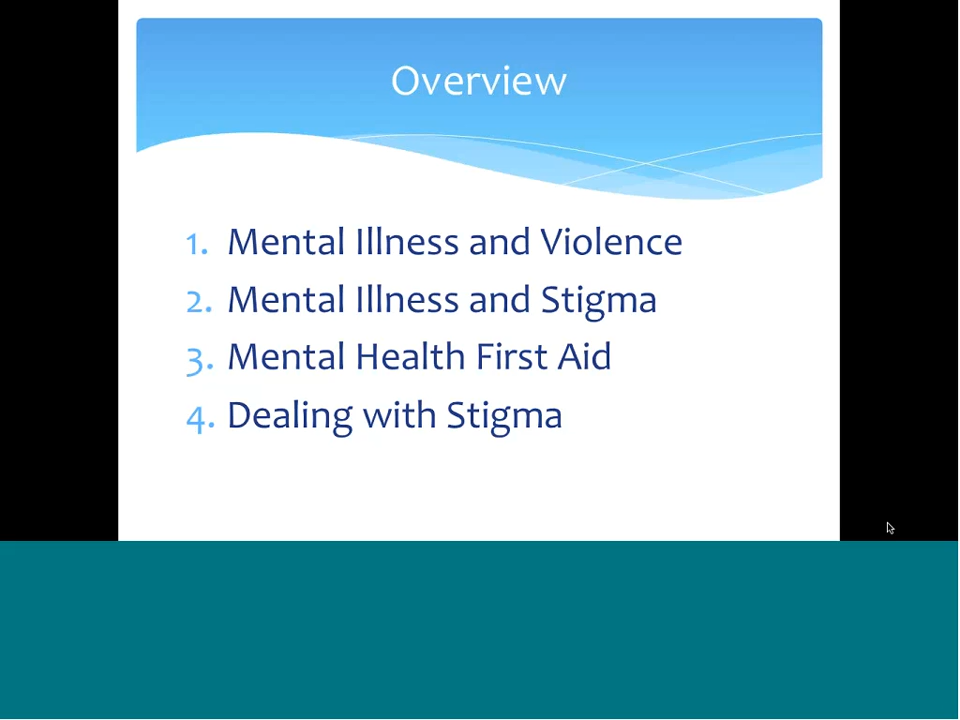 Overview
1. Mental Illness and Violence
2. Mental Illness and Stigma
3. Mental Health First Aid
4. Dealing with Stigma